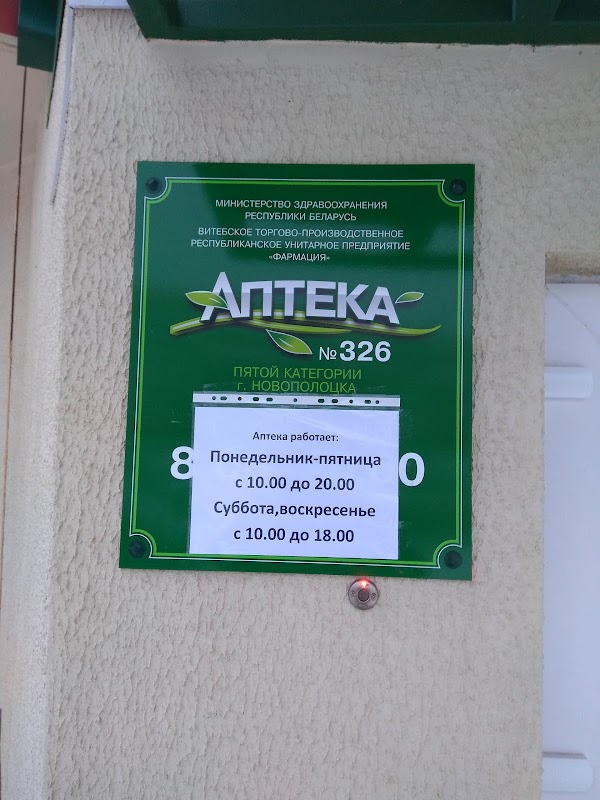 МИНИСТЕРСТВО ЗДРАВООХРАНЕНИЯ
РЕСПУБЛИКИ БЕЛАРУСЬ
ВИТЕБСКОЕ ТОРГОВО-ПРОИЗВОДСТВЕННОЕ
РЕСПУБЛИКАНСКОЕ УНИТАРНОЕ ПРЕДПРИЯТИЕ
«ФАРМАЦИЯ»
АПТЕКА
№326
ПЯТОЙ КАТЕГОРИИ
г. НОВОПОЛОЦКА
Аптека работает:
Понедельник-пятница
с 10.00 до 20.00
Суббота,воскресенье
с 10.00 до 18.00